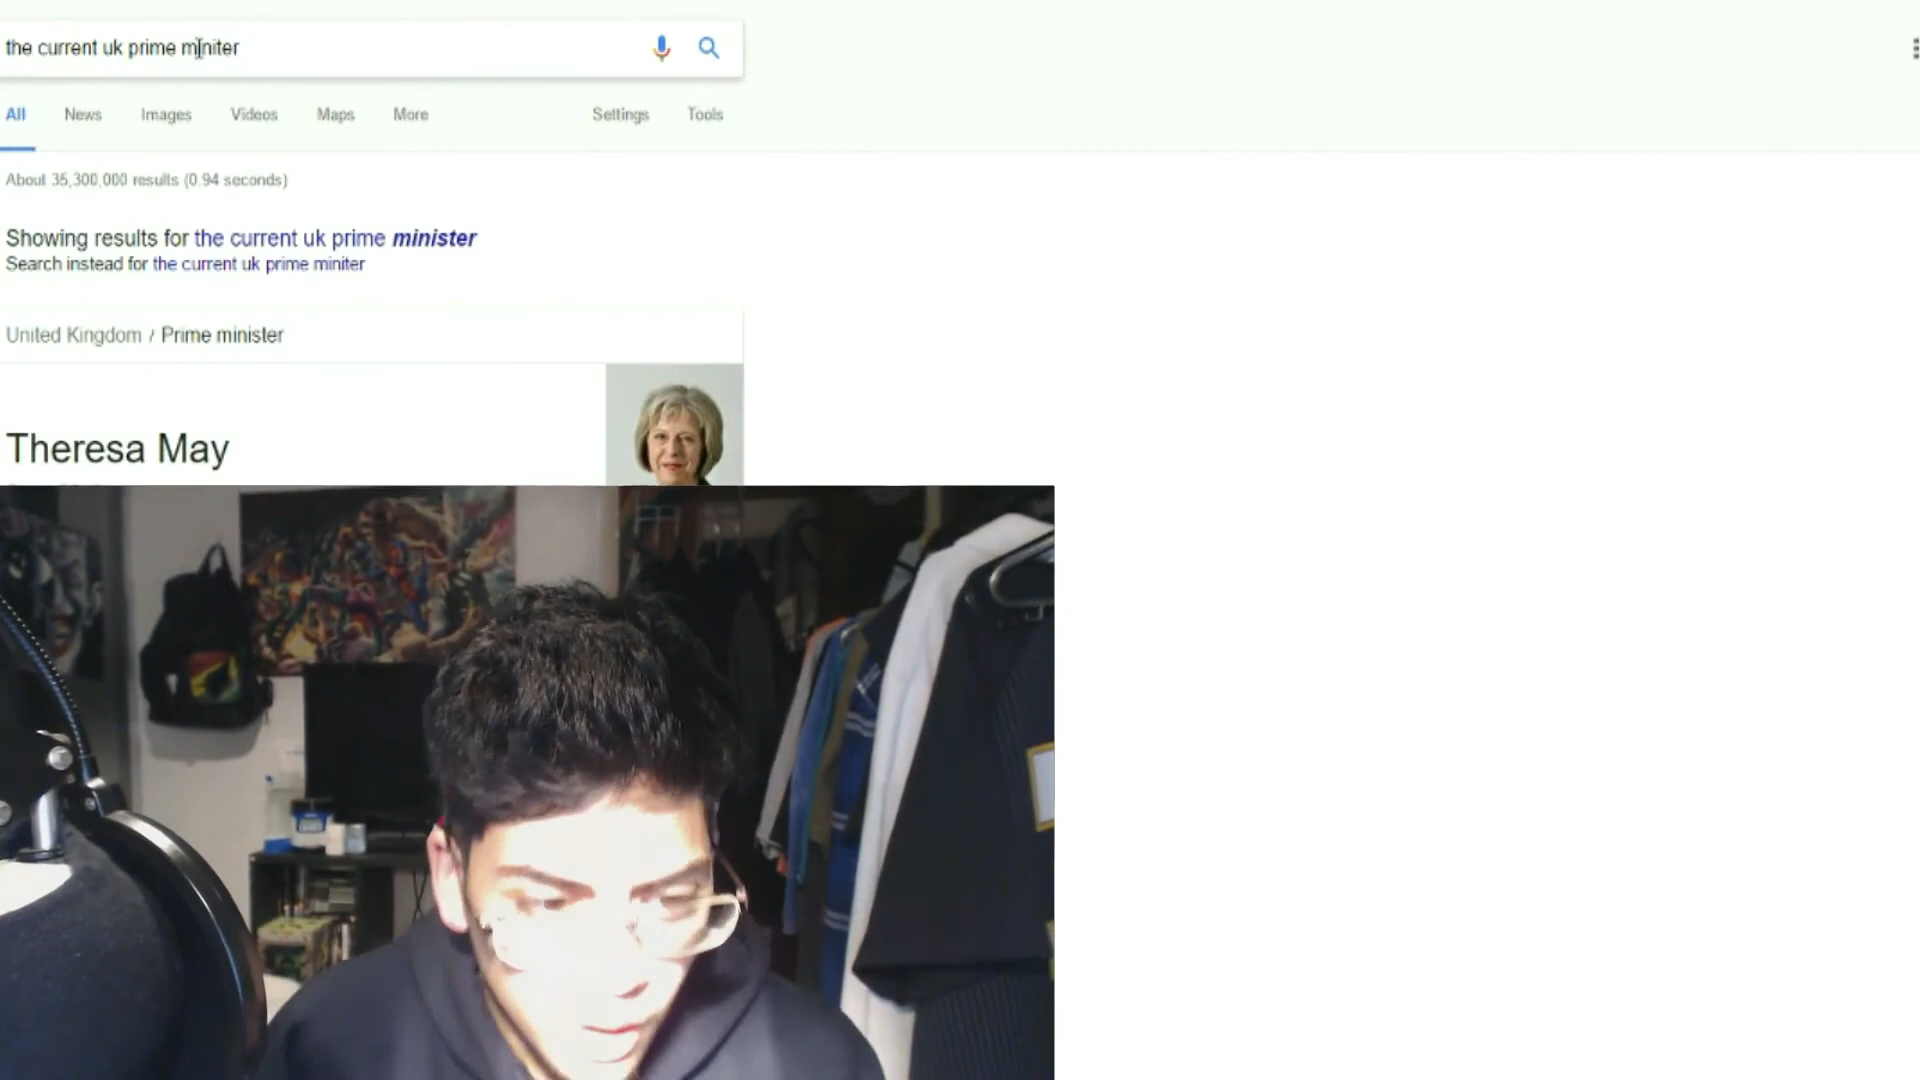 the current uk prime miniter
All News Images Videos Maps More Settings Tools
About 35,300,000 results (0.94 seconds)
Showing results for the current uk prime minister
Search instead for the current uk prime miniter
United Kingdom / Prime minister
Theresa May